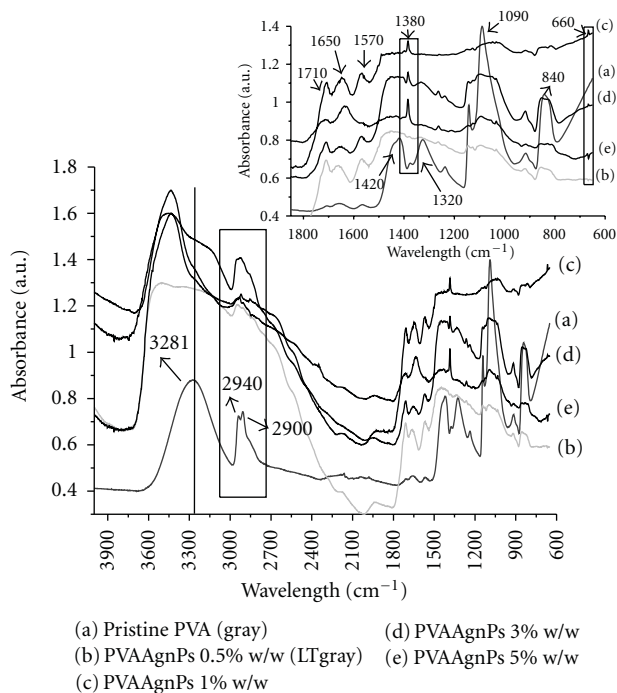 1380
1090
660
(c)
1650
1570
1710
1.4
1.2
1
0.8
0.6
0.4
(a)
840
(d)
(e)
(b)
1420
1320
1800 1600 1400 1200 1000 800 600
Wavelength (cm−1)
Absorbance (a.u.)
1.8
1.6
1.4
1.2
1
0.8
0.6
0.4
Absorbance (a.u.)
3281
2940
2900
(c)
(a)
(d)
(e)
(b)
3900 3600 3300 3000 2700 2400 2100 1800 1500 1200 900 600
Wavelength (cm−1)
(a) Pristine PVA (gray)
(b) PVAAgnPs 0.5% w/w (LTgray)
(c) PVAAgnPs 1% w/w
(d) PVAAgnPs 3% w/w
(e) PVAAgnPs 5% w/w